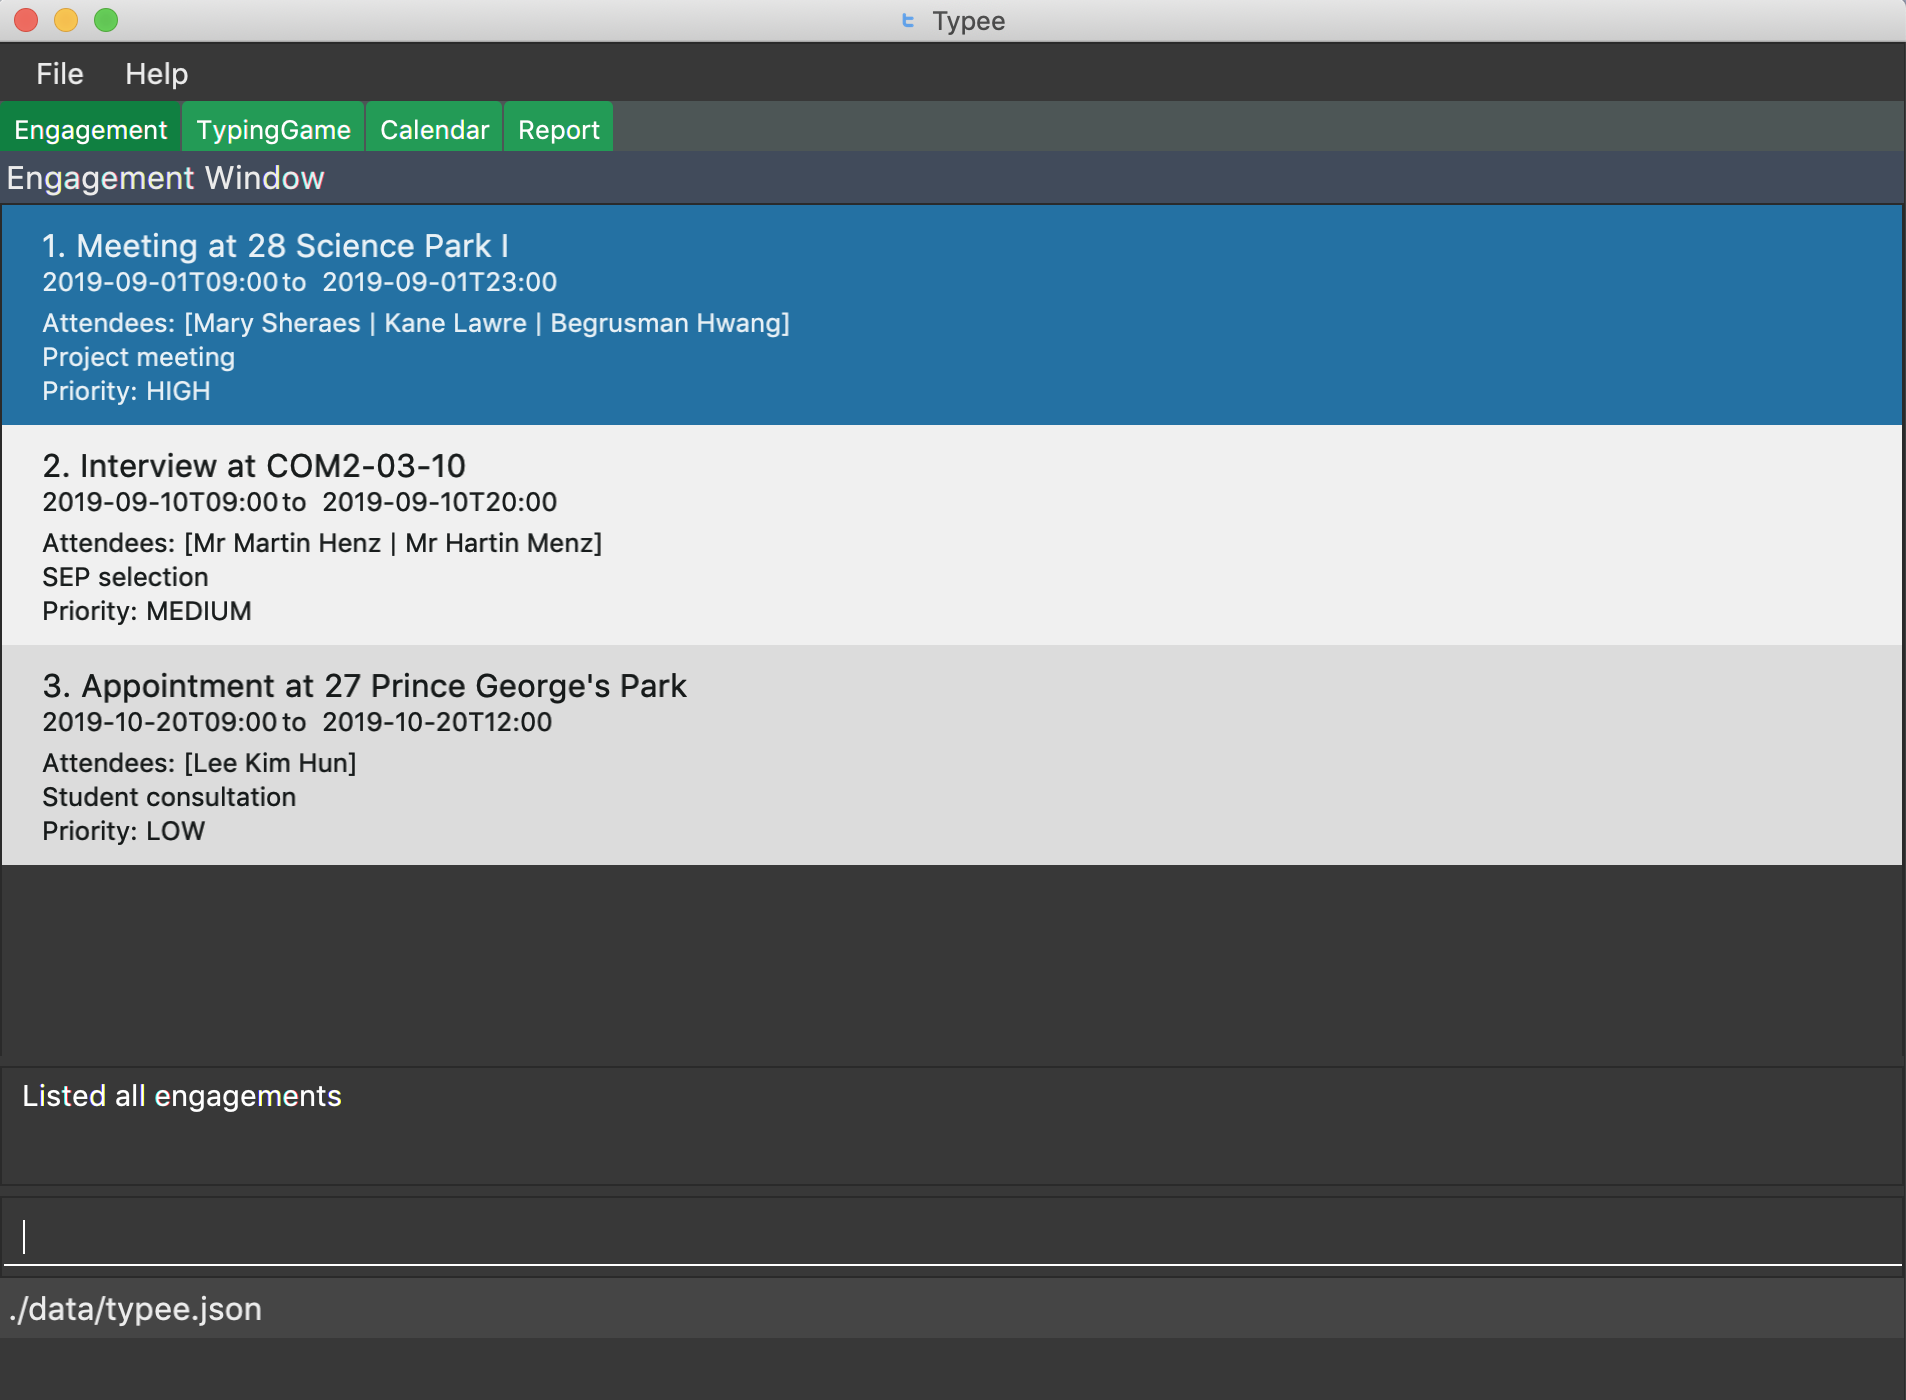 Typee
File Help
Engagement TypingGame Calendar Report
Engagement Window
1. Meeting at 28 Science Park I
2019-09-01T09:00 to 2019-09-01T23:00
Attendees: [Mary Sheraes | Kane Lawre | Begrusman Hwang]
Project meeting
Priority: HIGH
2. Interview at COM2-03-10
2019-09-10T09:00 to 2019-09-10T20:00
Attendees: [Mr Martin Henz | Mr Hartin Menz]
SEP selection
Priority: MEDIUM
3. Appointment at 27 Prince George's Park
2019-10-20T09:00 to 2019-10-20T12:00
Attendees: [Lee Kim Hun]
Student consultation
Priority: LOW
Listed all engagements
./data/typee.json